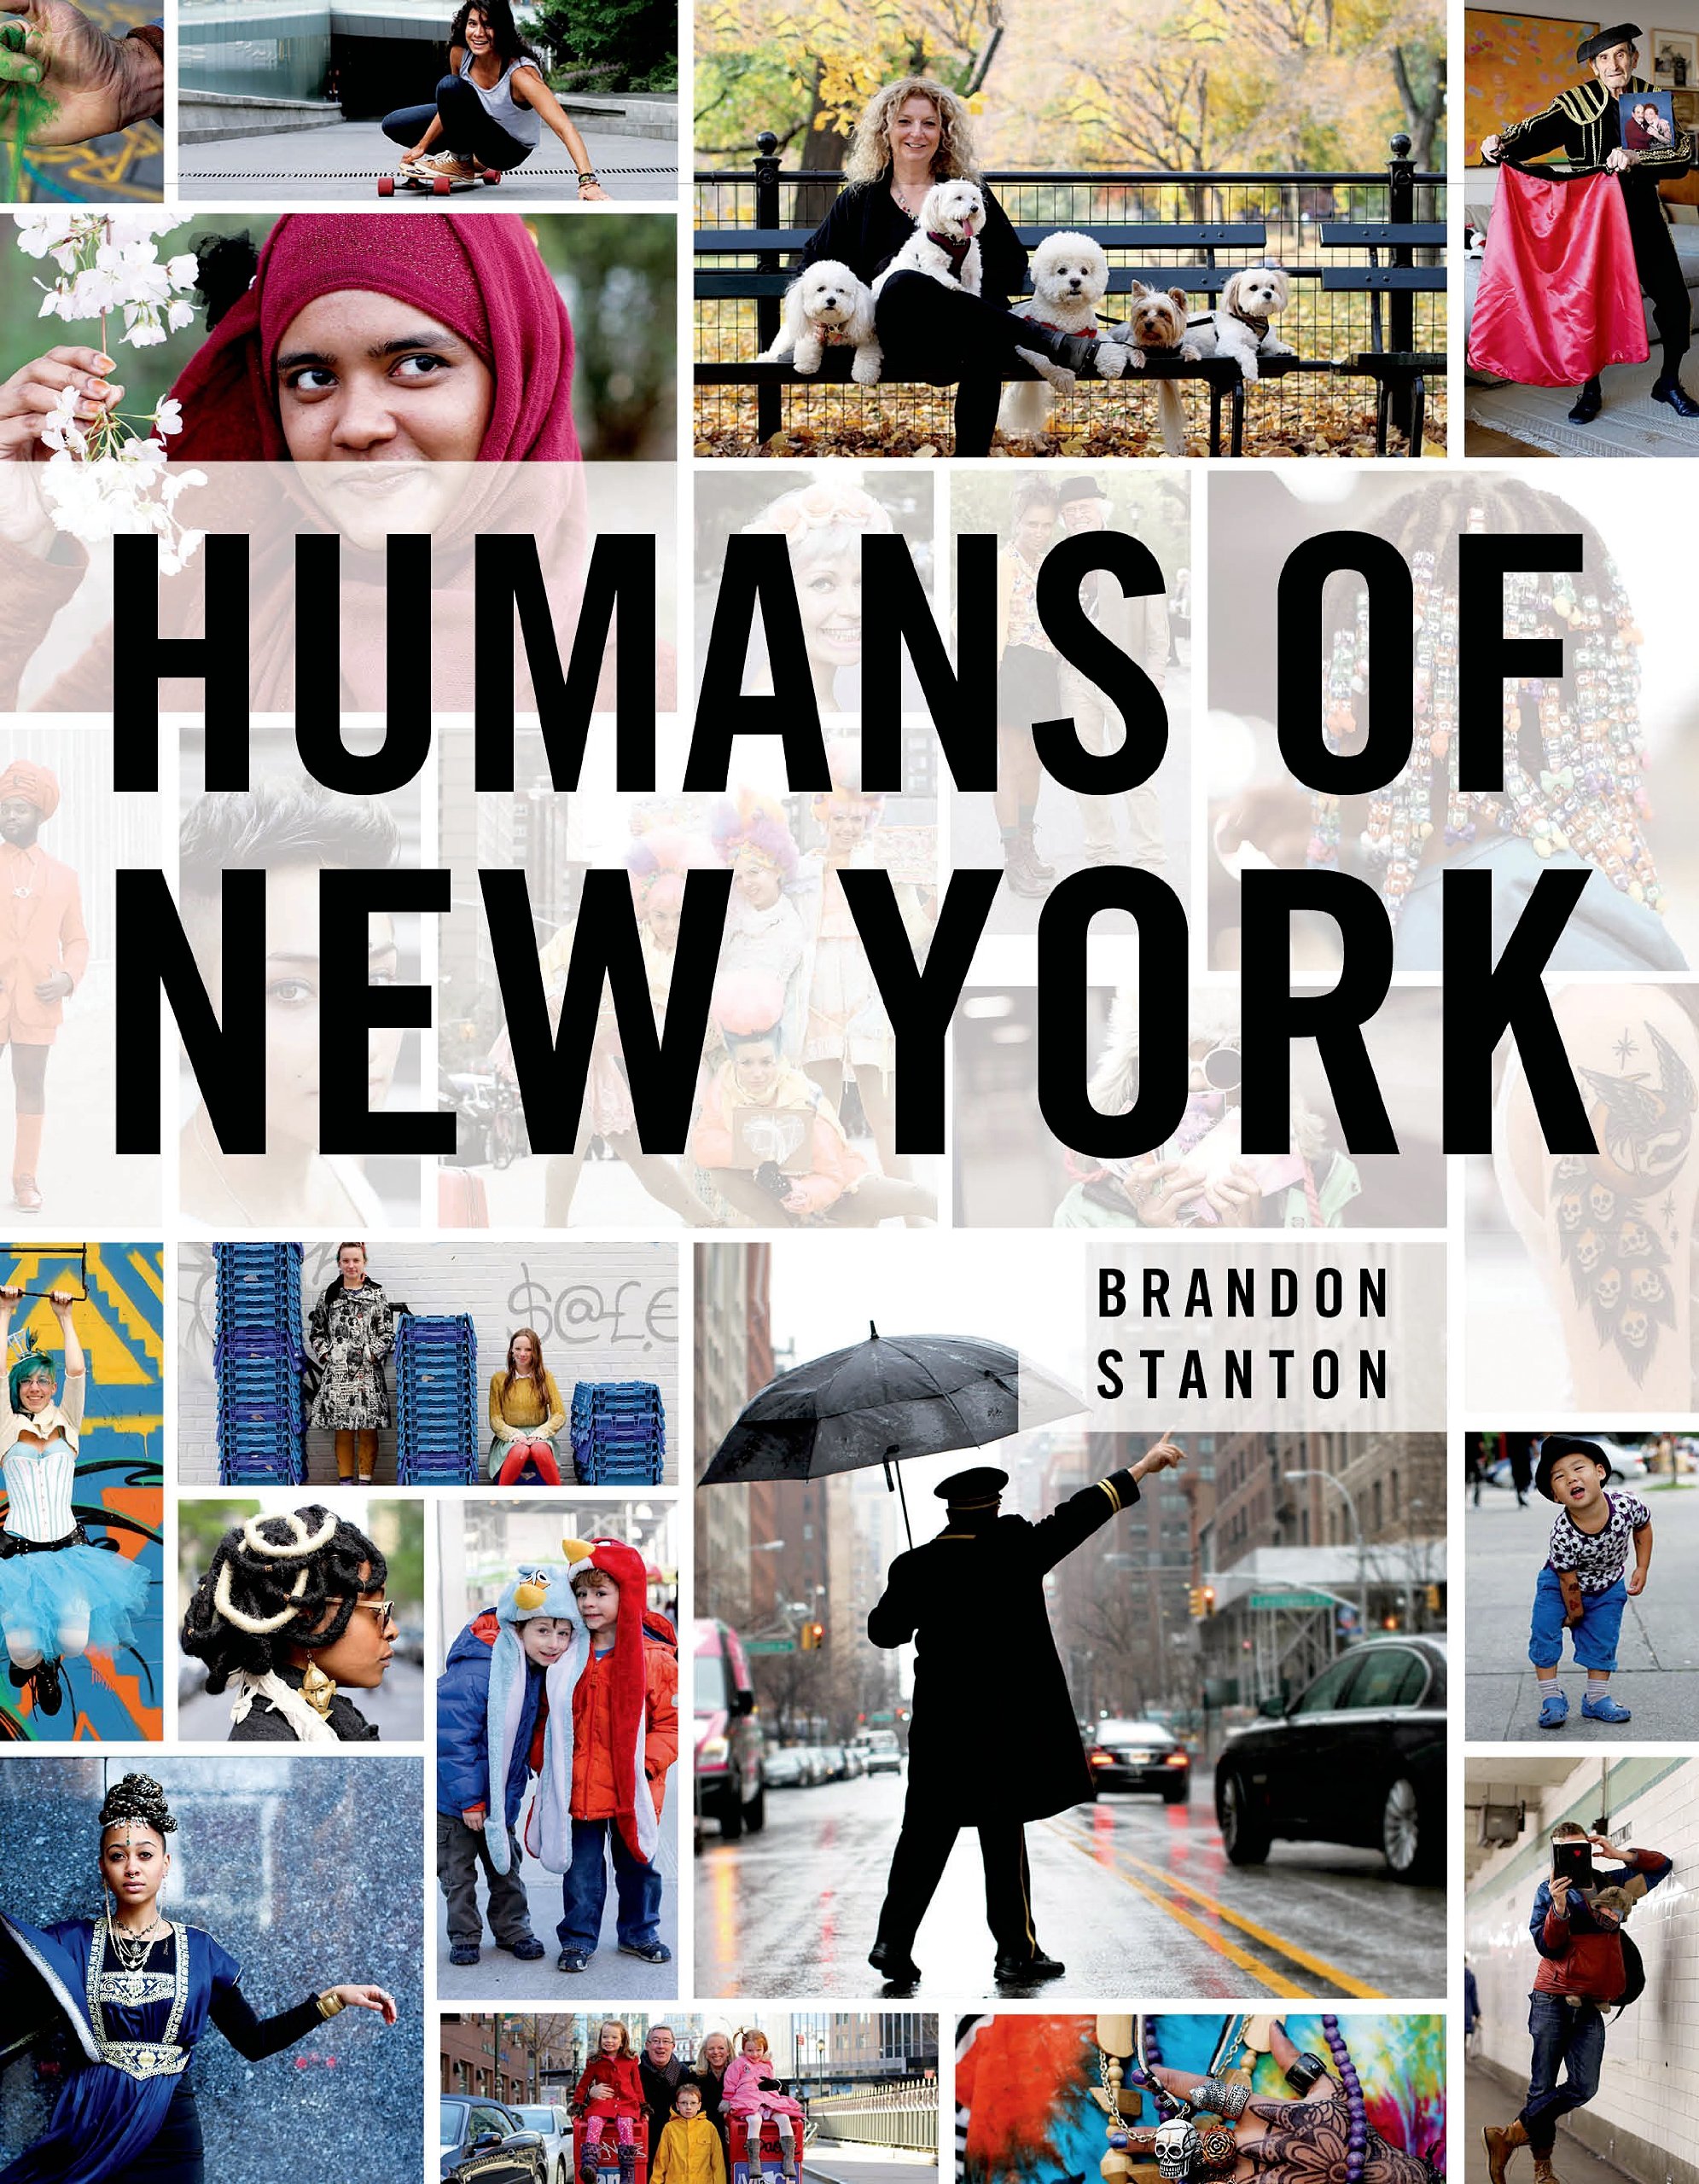 HUMANS OF
NEW YORK
BRANDON
STANTON
$@£€